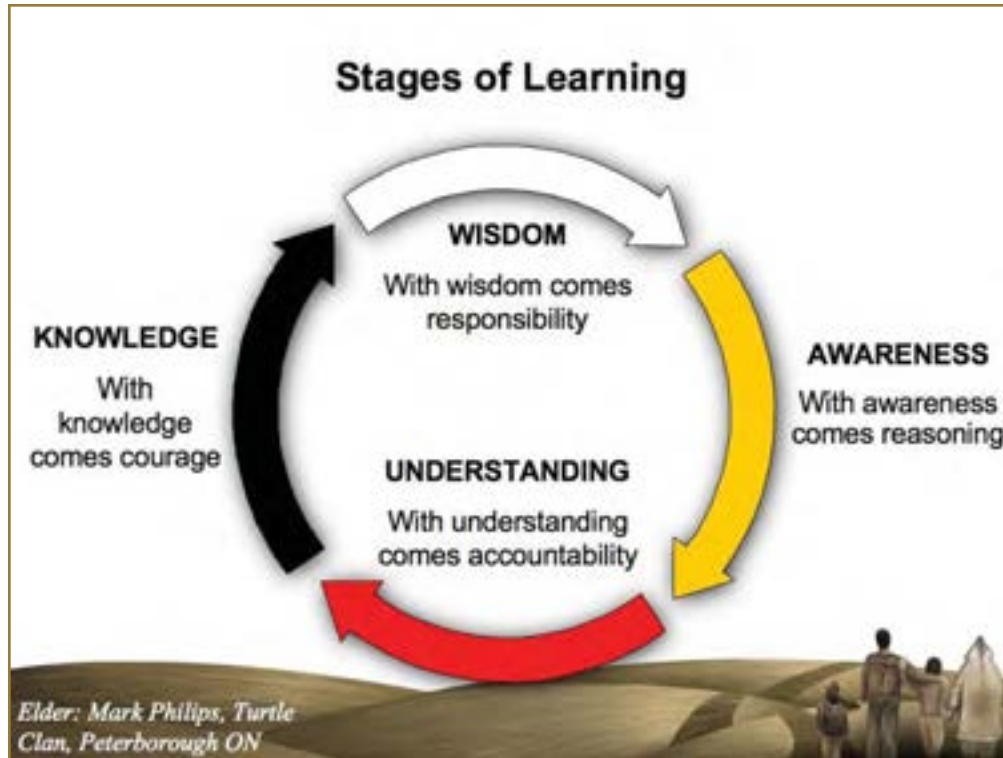 Stages of Learning
WISDOM
With wisdom comes
responsibility
AWARENESS
With awareness
comes reasoning
UNDERSTANDING
With understanding
comes accountability
KNOWLEDGE
With
knowledge
comes courage
Elder: Mark Philips, Turtle
Clan, Peterborough ON